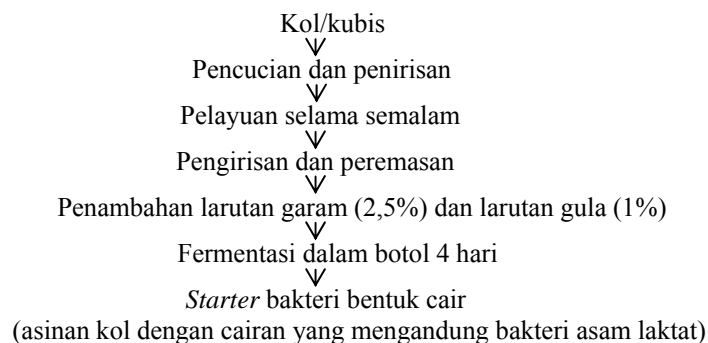 Kol/kubis
Pencucian dan penirisan
Pelayuan selama semalam
Pengirisan dan peremasan
Penambahan larutan garam (2,5%) dan larutan gula (1%)
Fermentasi dalam botol 4 hari
Starter bakteri bentuk cair
(asinan kol dengan cairan yang mengandung bakteri asam laktat)